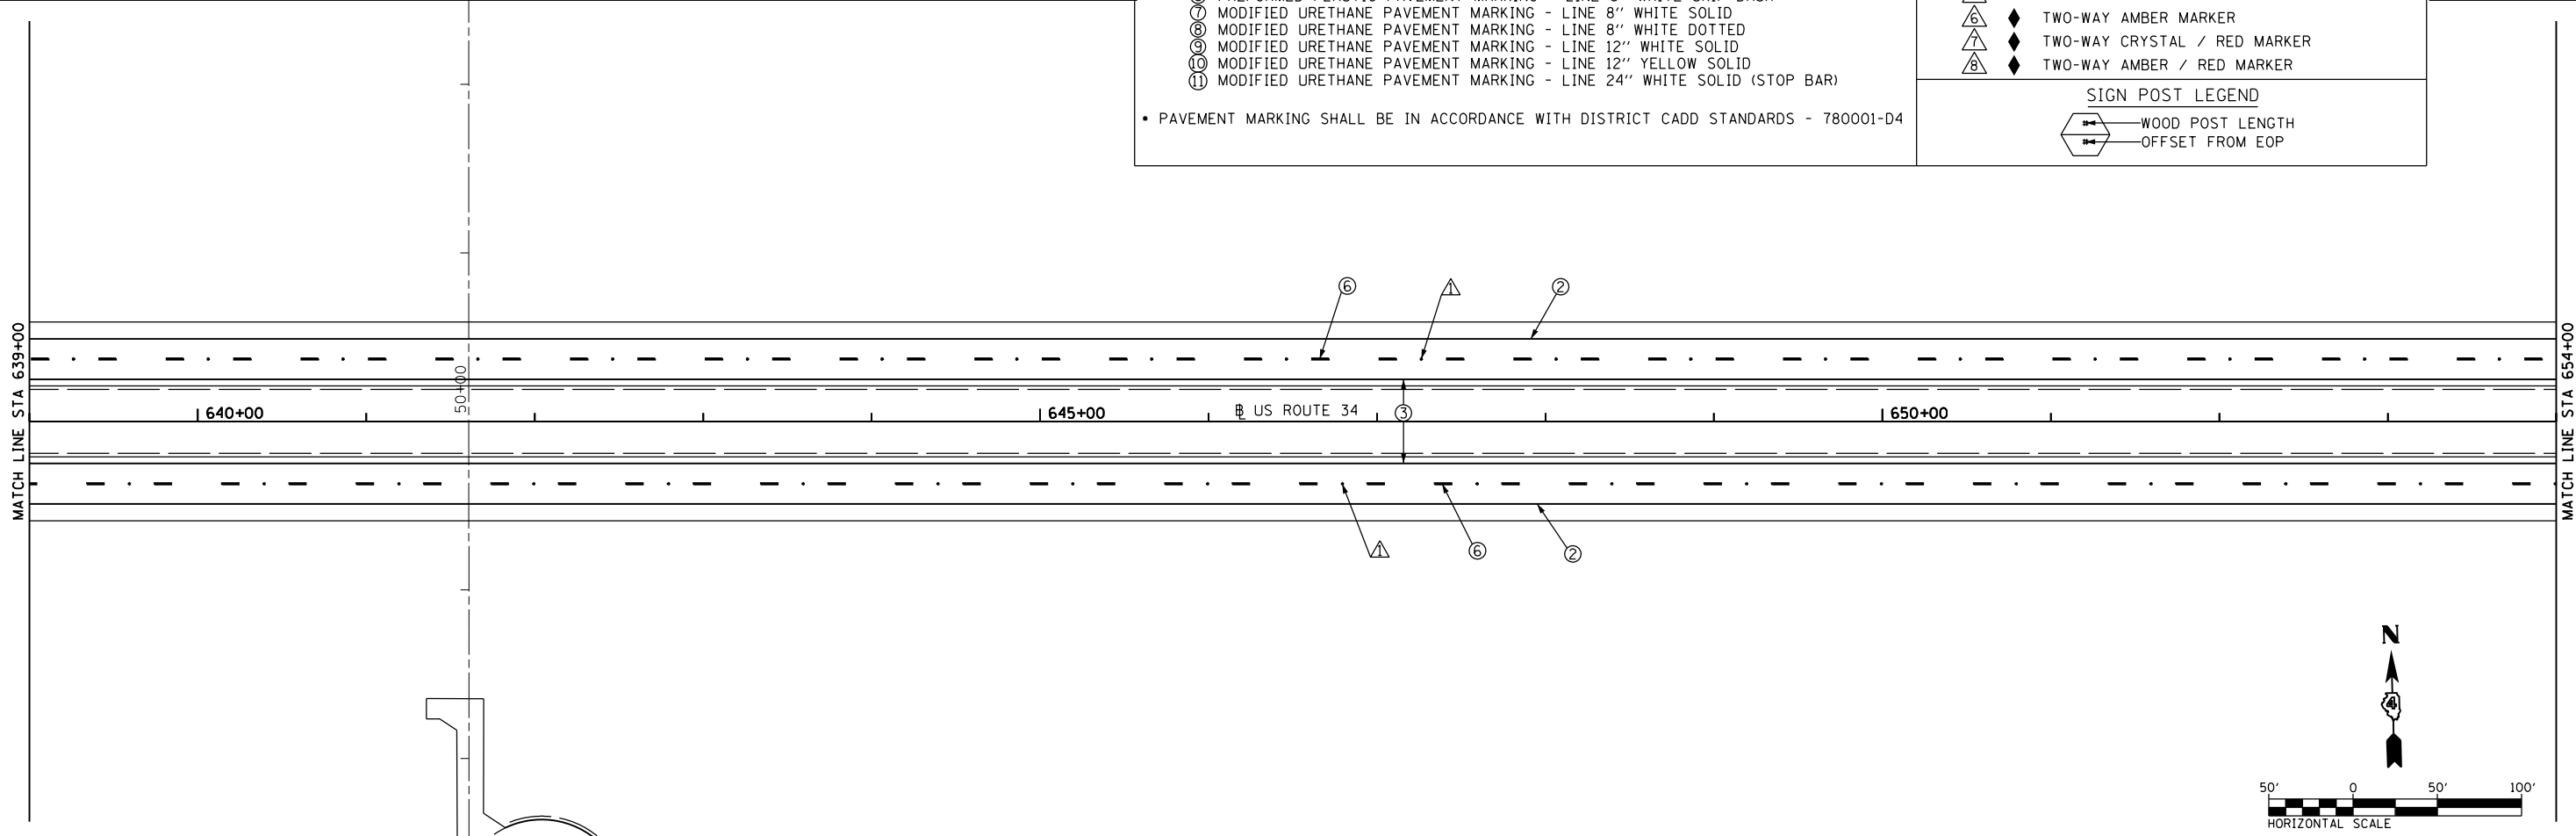 ⑦ MODIFIED URETHANE PAVEMENT MARKING - LINE 8'' WHITE SOLID
⑧ MODIFIED URETHANE PAVEMENT MARKING - LINE 8'' WHITE DOTTED
⑨ MODIFIED URETHANE PAVEMENT MARKING - LINE 12'' WHITE SOLID
⑩ MODIFIED URETHANE PAVEMENT MARKING - LINE 12'' YELLOW SOLID
⑪ MODIFIED URETHANE PAVEMENT MARKING - LINE 24'' WHITE SOLID (STOP BAR)
• PAVEMENT MARKING SHALL BE IN ACCORDANCE WITH DISTRICT CADD STANDARDS - 780001-D4
6 TWO-WAY AMBER MARKER
7 TWO-WAY CRYSTAL / RED MARKER
8 TWO-WAY AMBER / RED MARKER
SIGN POST LEGEND
WOOD POST LENGTH
OFFSET FROM EOP
⑥ 1 ②
MATCH LINE STA 639+00
50+00
640+00 645+00 ℄ US ROUTE 34 ③ 650+00
MATCH LINE STA 654+00
1 ⑥ ②
N
4
50' 0 50' 100'
HORIZONTAL SCALE